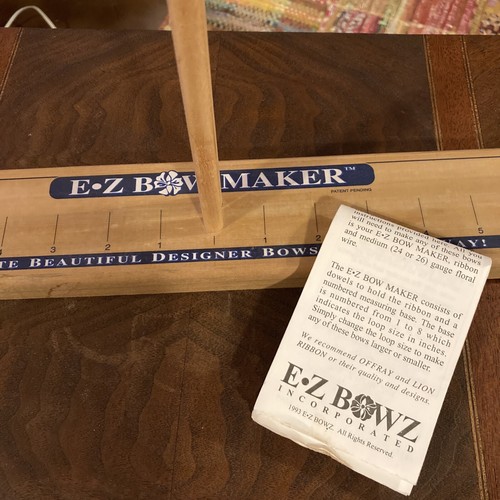 E•Z BOW MAKER™
PATENT PENDING
4 3 2 1 1 2 5
TE BEAUTIFUL DESIGNER BOWS
AY!
will need to make any of these bows
is your E•Z BOW MAKER, ribbon
and medium (24 or 26) gauge floral
wire.
The E•Z BOW MAKER consists of
dowels to hold the ribbon and a
numbered measuring base. The base
is numbered from 1 to 8 which
indicates the loop size in inches.
Simply change the loop size to make
any of these bows larger or smaller.
We recommend OFFRAY and LION
RIBBON or their quality and designs.
E•Z BOWZ
INCORPORATED
1993 E•Z BOWZ. All Rights Reserved.